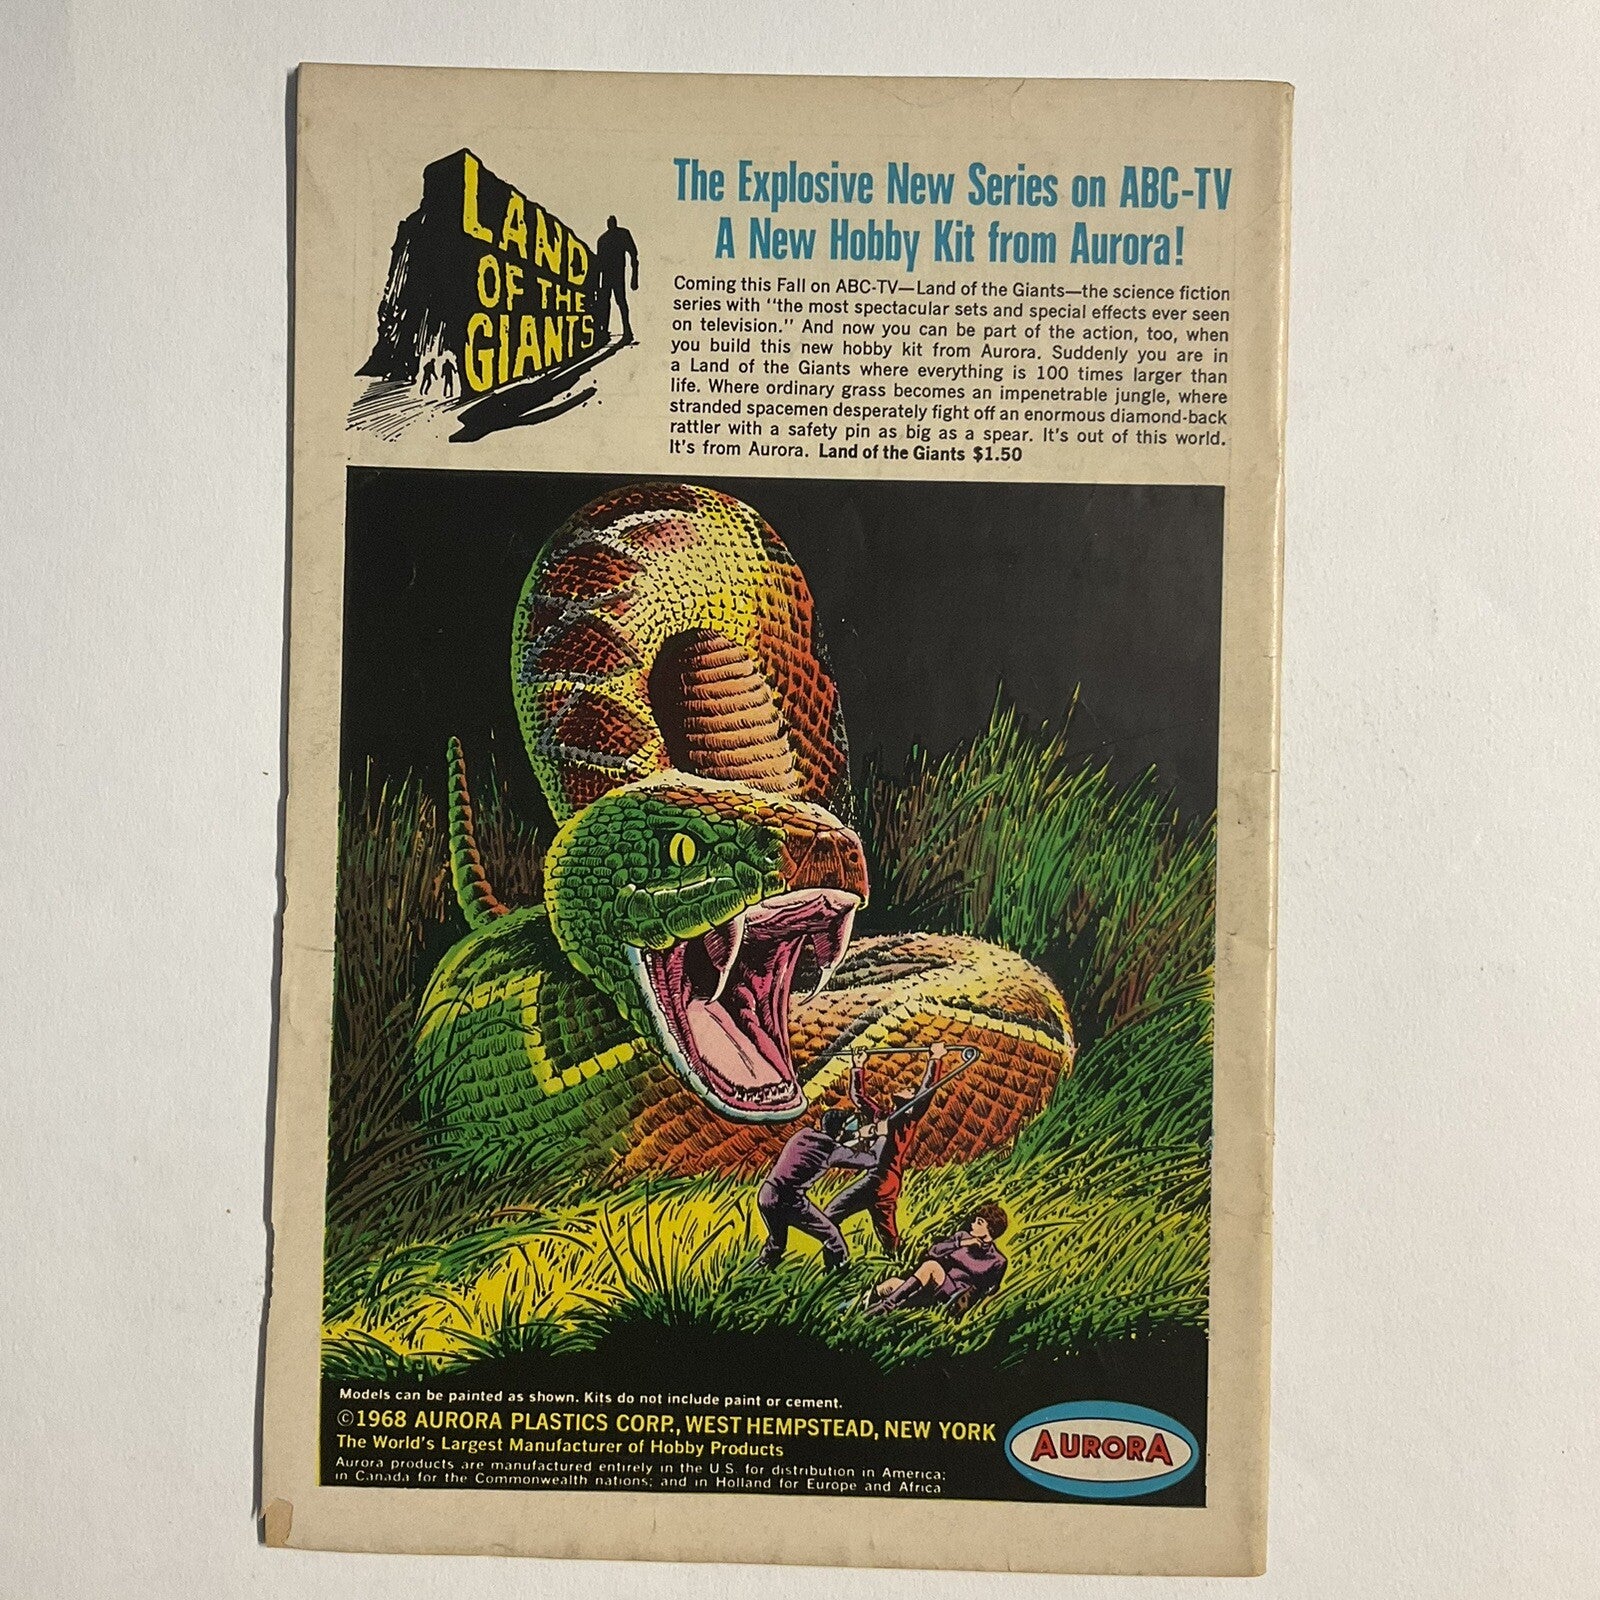 LAND
OF THE
GIANTS
The Explosive New Series on ABC-TV
A New Hobby Kit from Aurora!
Coming this Fall on ABC-TV—Land of the Giants—the science fiction
series with "the most spectacular sets and special effects ever seen
on television." And now you can be part of the action, too, when
you build this new hobby kit from Aurora. Suddenly you are in
a Land of the Giants where everything is 100 times larger than
life. Where ordinary grass becomes an impenetrable jungle, where
stranded spacemen desperately fight off an enormous diamond-back
rattler with a safety pin as big as a spear. It's out of this world.
It's from Aurora. Land of the Giants $1.50
Models can be painted as shown. Kits do not include paint or cement.
©1968 AURORA PLASTICS CORP., WEST HEMPSTEAD, NEW YORK
The World's Largest Manufacturer of Hobby Products
Aurora products are manufactured entirely in the U.S. for distribution in America;
in Canada for the Commonwealth nations; and in Holland for Europe and Africa
AURORA